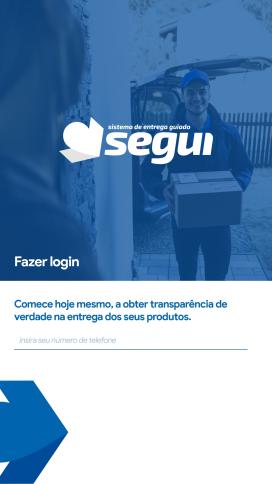 sistema de entrega guiado
segui
Fazer login
Comece hoje mesmo, a obter transparência de
verdade na entrega dos seus produtos.
insira seu número de telefone